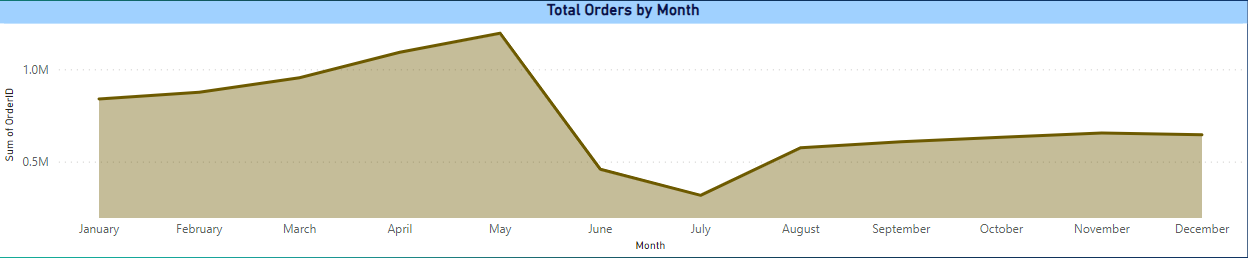 Total Orders by Month
Sum of OrderID
1.0M
0.5M
January February March April May June July August September October November December
Month